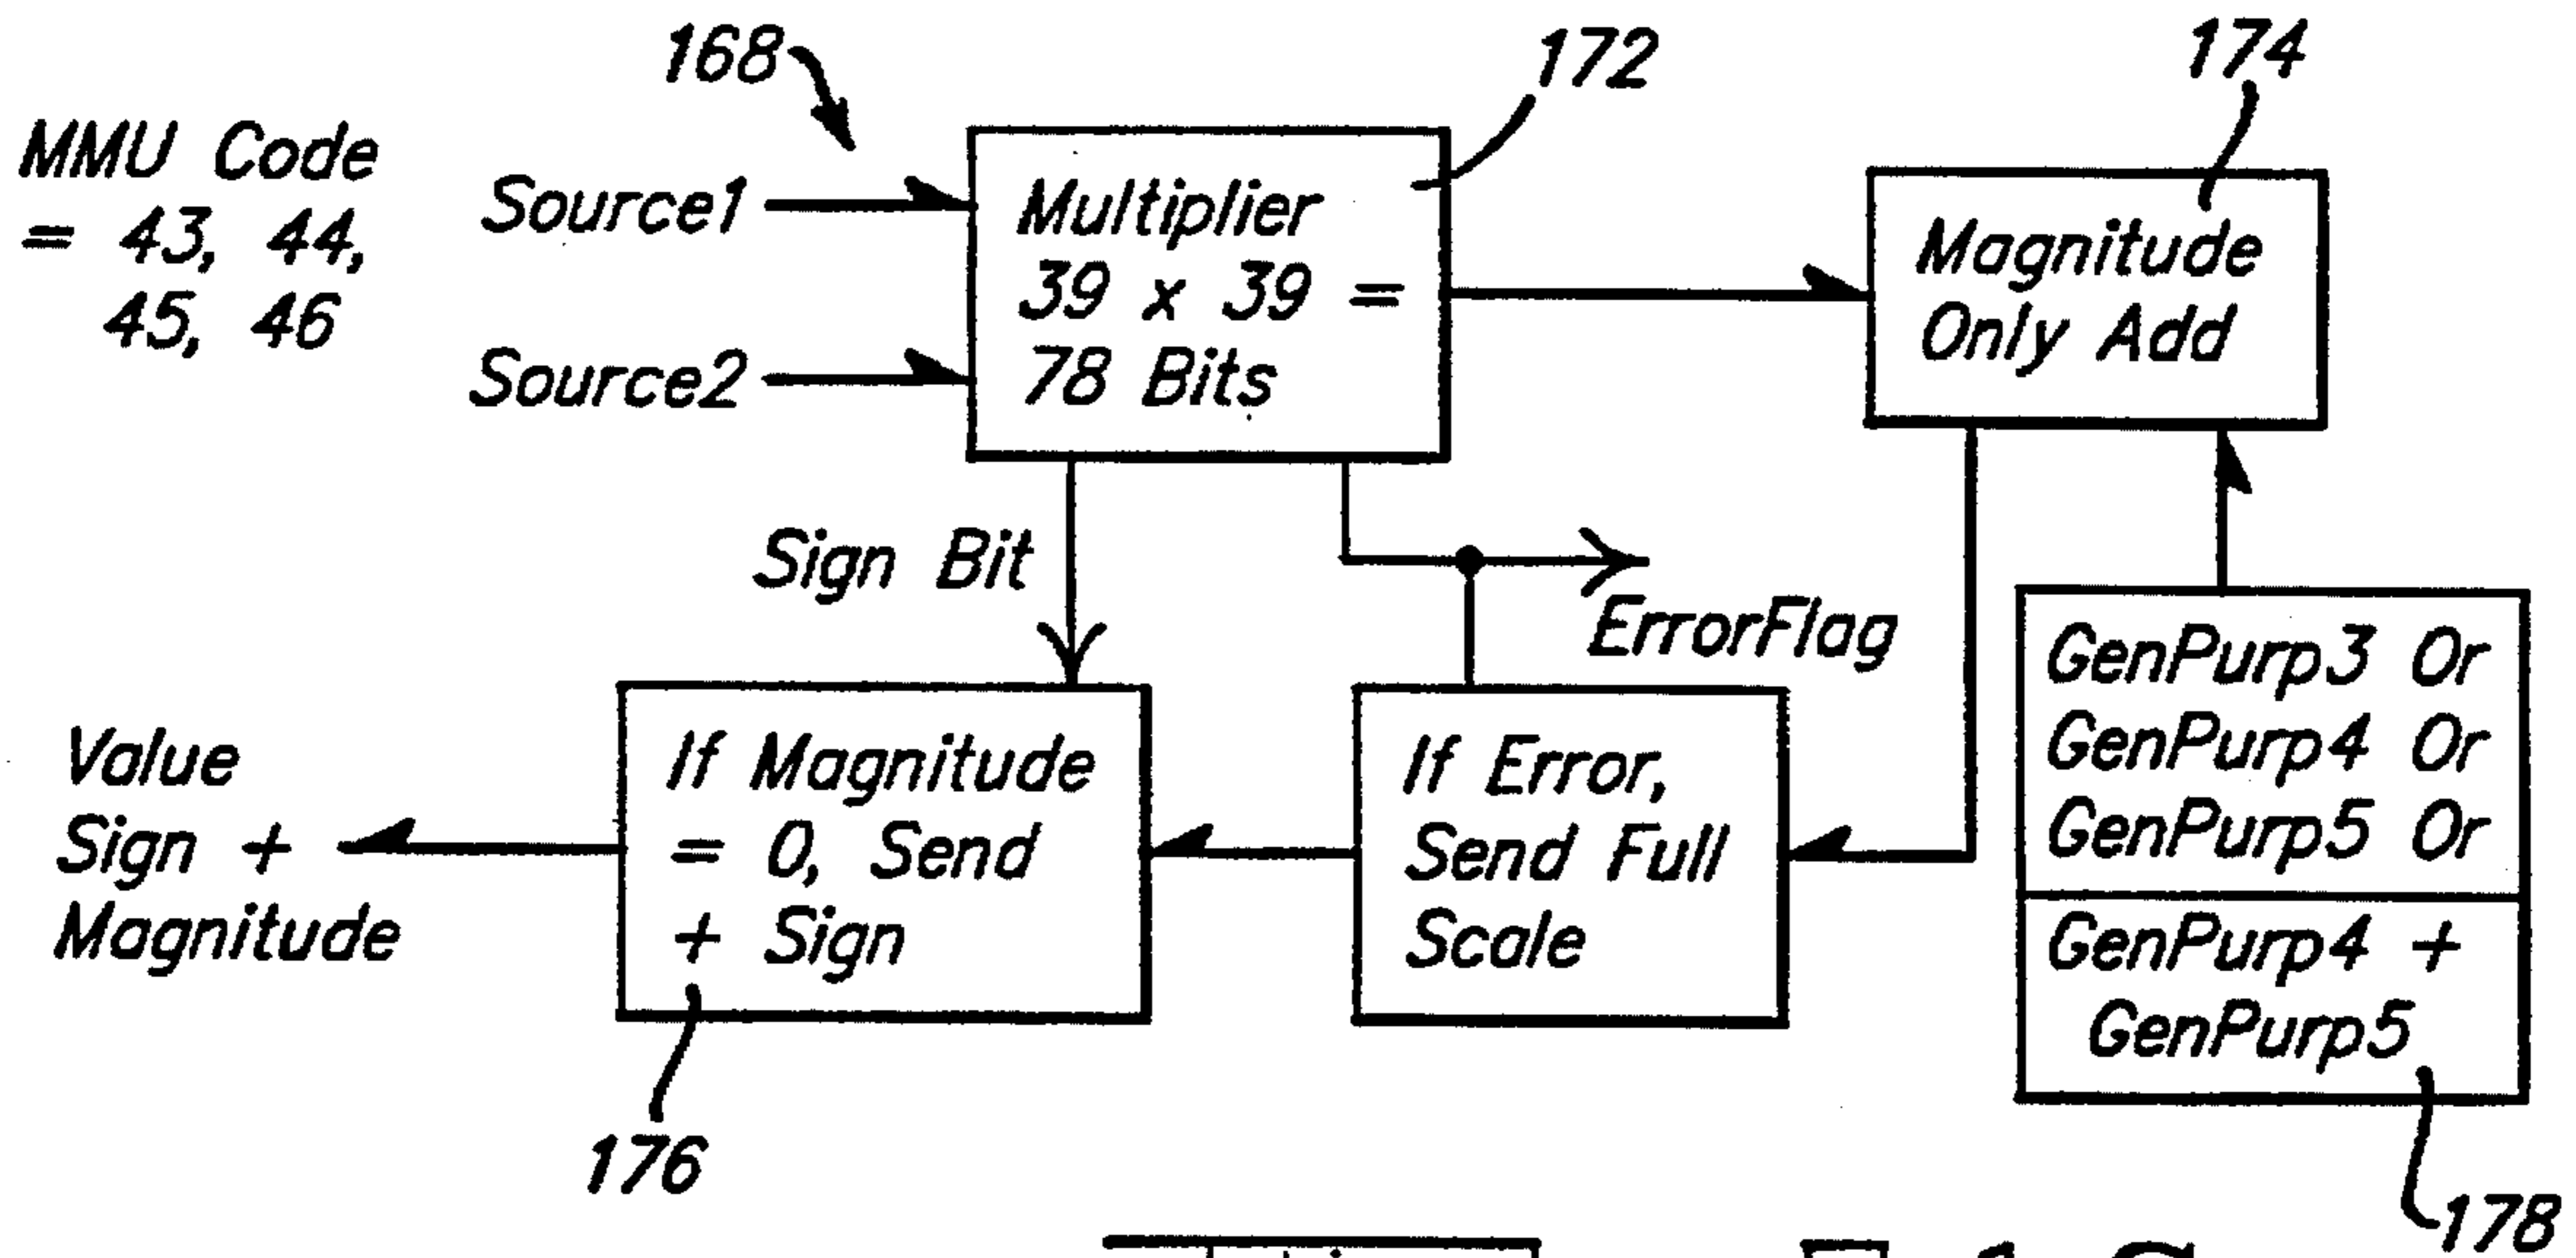 168
172
174
MMU Code
= 43, 44,
45, 46
Source1
Source2
Multiplier
39 x 39 =
78 Bits
Magnitude
Only Add
Sign Bit
ErrorFlag
GenPurp3 Or
GenPurp4 Or
GenPurp5 Or
GenPurp4 +
GenPurp5
Value
Sign +
Magnitude
If Magnitude
= 0, Send
+ Sign
If Error,
Send Full
Scale
176
178